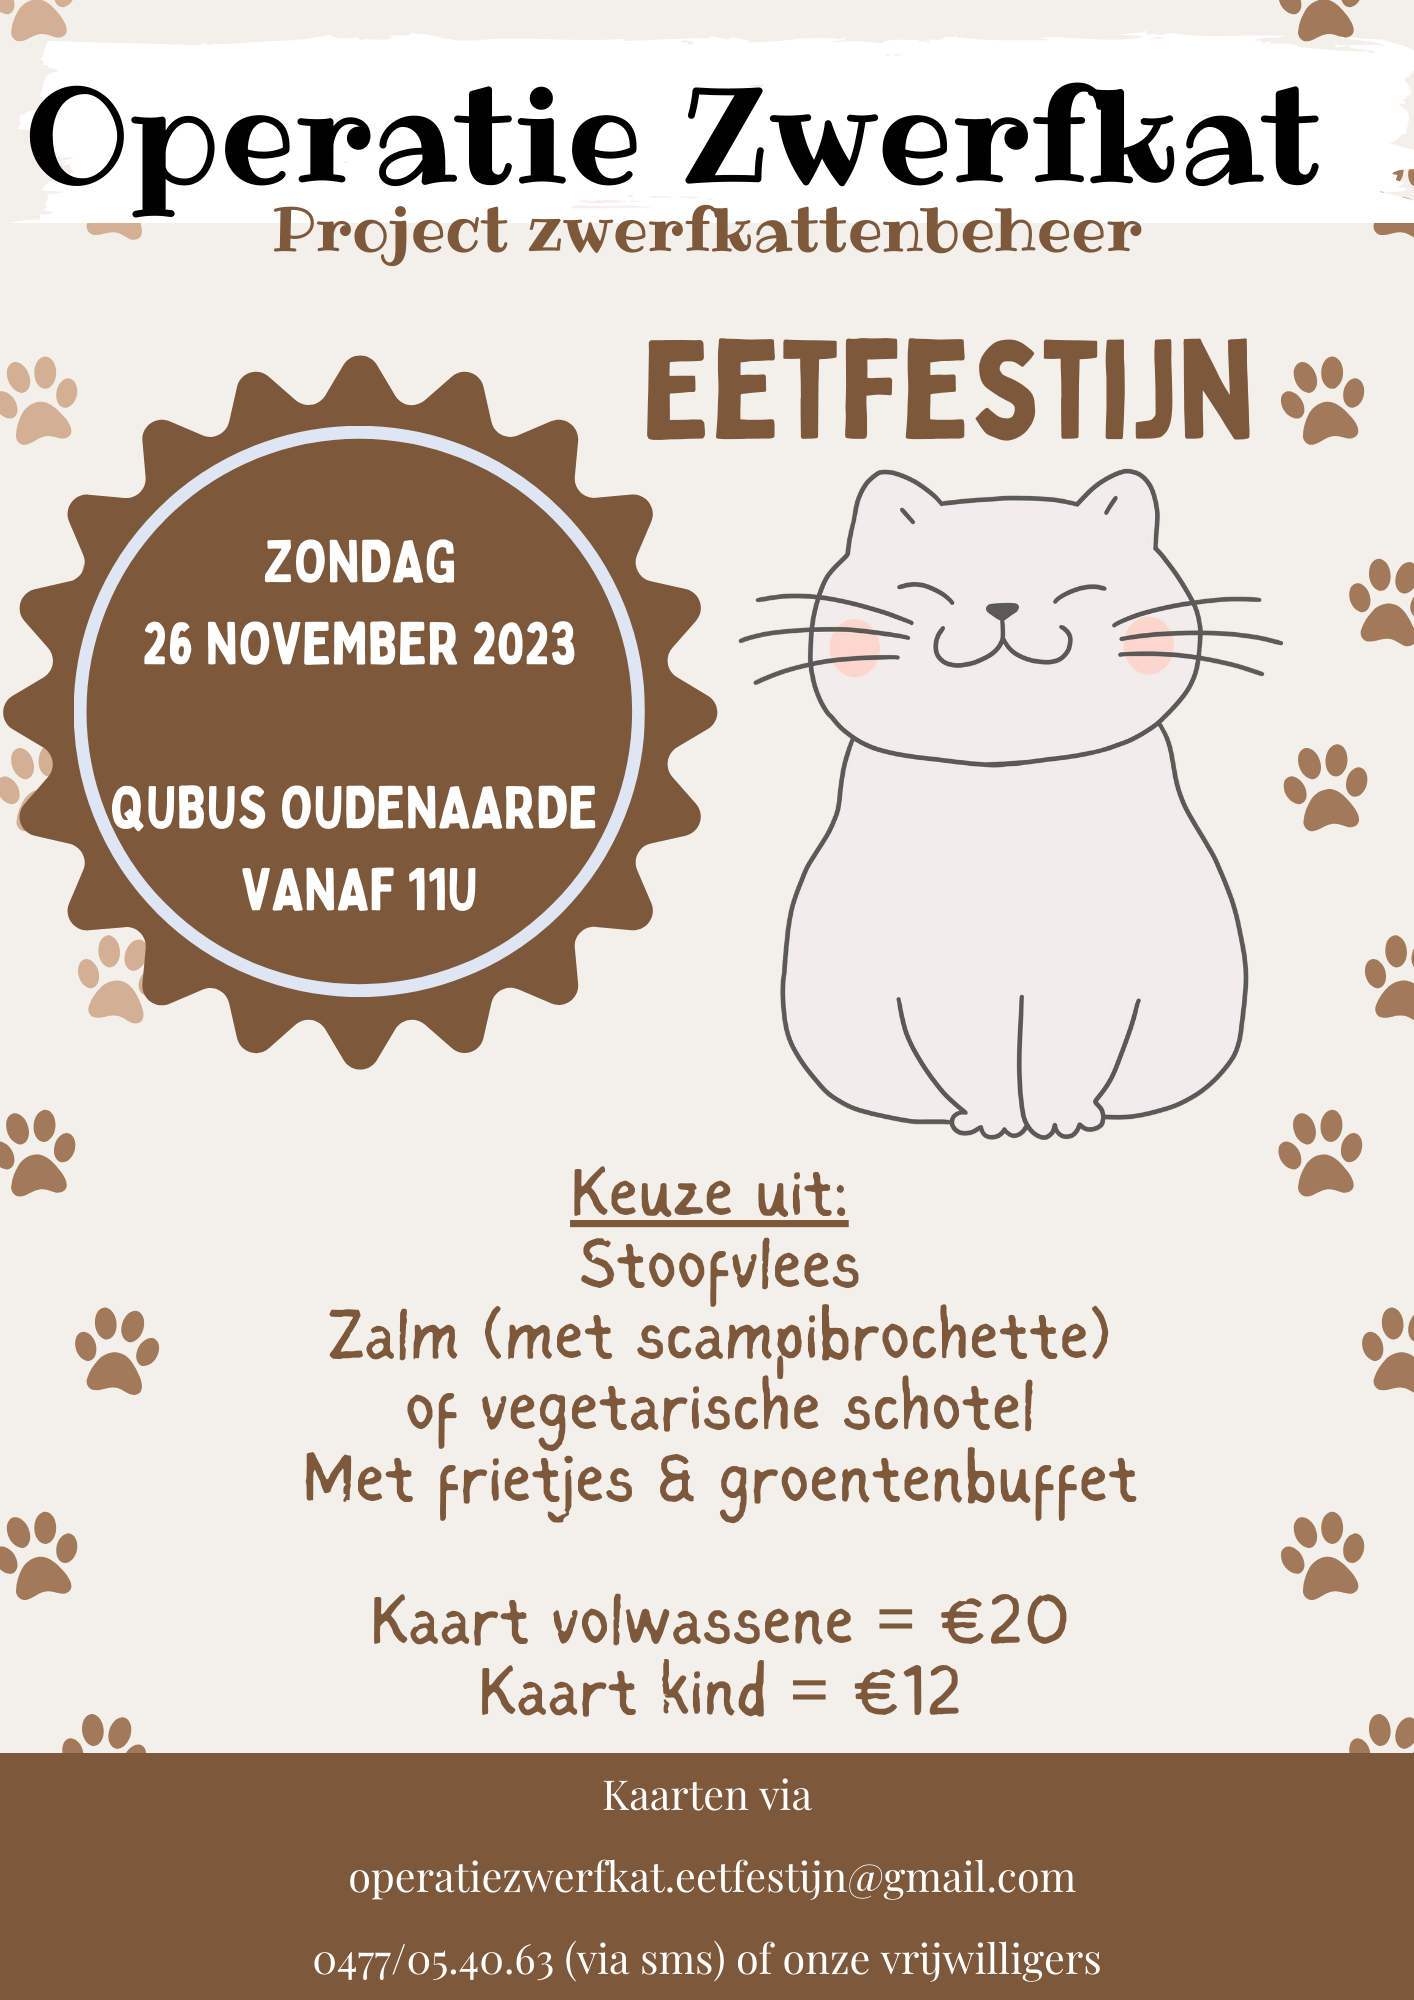 Operatie Zwerfkat
Project zwerfkattenbeheer
EETFESTIJN
ZONDAG
26 NOVEMBER 2023
QUBUS OUDENAARDE
VANAF 11U
Keuze uit:
Stoofvlees
Zalm (met scampibrochette)
of vegetarische schotel
Met frietjes & groentenbuffet
Kaart volwassene = €20
Kaart kind = €12
Kaarten via
operatiezwerfkat.eetfestijn@gmail.com
0477/05.40.63 (via sms) of onze vrijwilligers